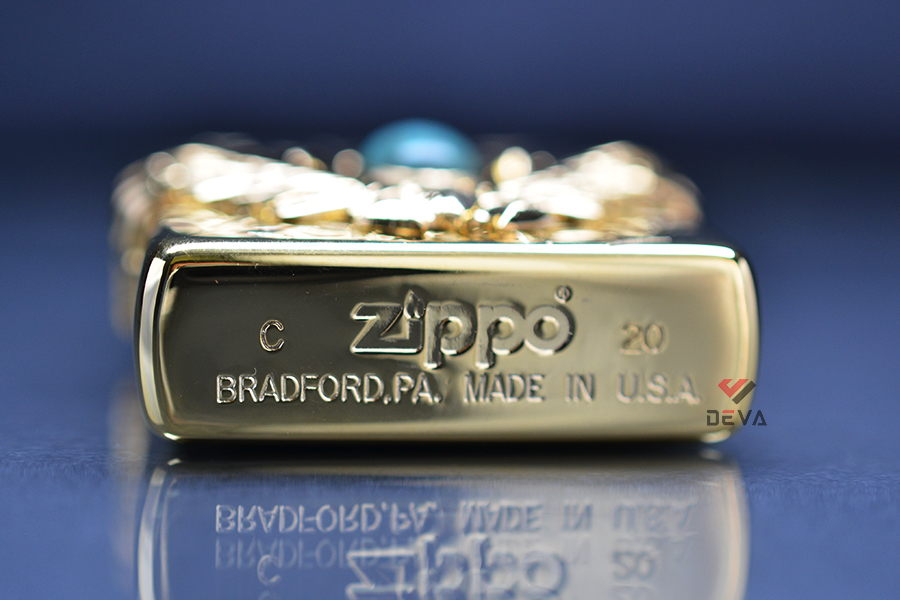 C zippo® 20
BRADFORD,PA. MADE IN U.S.A.
DEVA